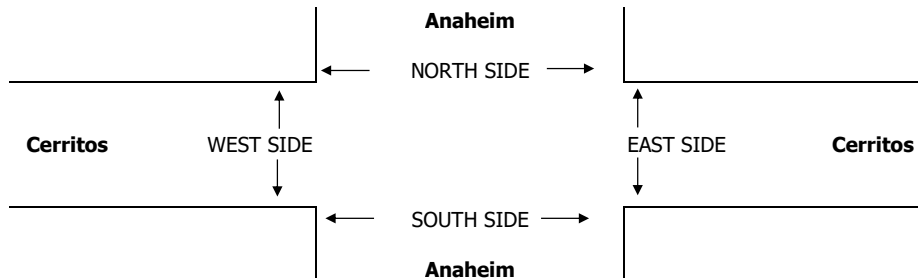 Anaheim
NORTH SIDE
Cerritos WEST SIDE EAST SIDE Cerritos
SOUTH SIDE
Anaheim